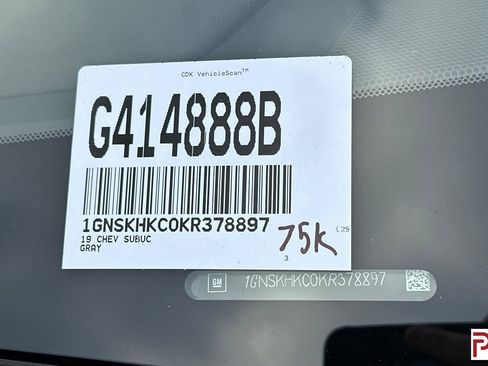 CDK VehicleScan™
G414888B
1GNSKHKC0KR378897
19 CHEV SUBUC
GRAY
75K
L25
3
GM 1GNSKHKC0KR378897
P